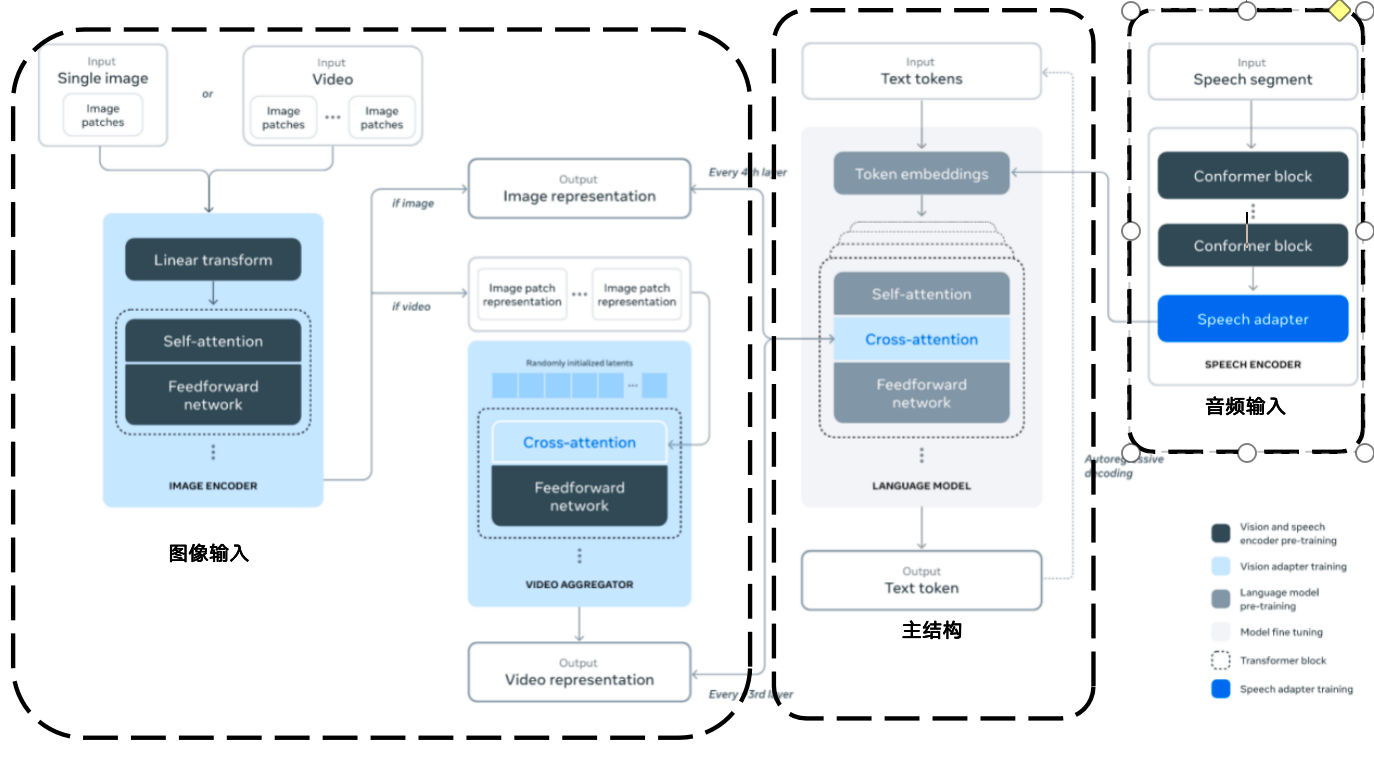 Input
Single image
Image
patches
or
Input
Video
Image
patches
...
Image
patches
Linear transform
Self-attention
Feedforward
network
IMAGE ENCODER
图像输入
if image
if video
Output
Image representation
Image patch
representation
...
Image patch
representation
Randomly initialized latents
...
Cross-attention
Feedforward
network
VIDEO AGGREGATOR
Output
Video representation
Every 4th layer
Every 3rd layer
Input
Text tokens
Token embeddings
Self-attention
Cross-attention
Feedforward
network
LANGUAGE MODEL
Output
Text token
主结构
Autoregressive
decoding
Input
Speech segment
Conformer block
Conformer block
Speech adapter
SPEECH ENCODER
音频输入
Vision and speech
encoder pre-training
Vision adapter training
Language model
pre-training
Model fine tuning
Transformer block
Speech adapter training